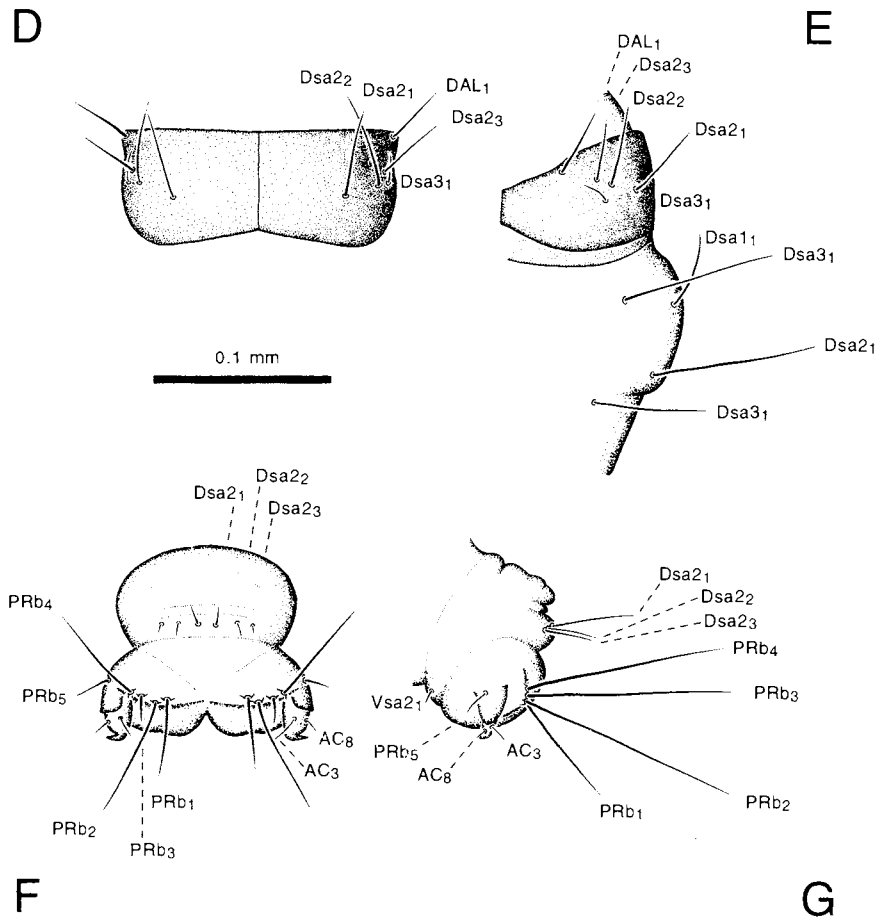 D
Dsa2₂
Dsa2₁
DAL₁
Dsa2₃
Dsa3₁
E
DAL₁
Dsa2₃
Dsa2₂
Dsa2₁
Dsa3₁
Dsa1₁
Dsa3₁
Dsa2₁
Dsa3₁
0.1 mm
Dsa2₁
Dsa2₂
Dsa2₃
PRb₄
PRb₅
AC₈
AC₃
PRb₁
PRb₂
PRb₃
F
Dsa2₁
Dsa2₂
Dsa2₃
PRb₄
PRb₃
Vsa2₁
PRb₅
AC₈
AC₃
PRb₁
PRb₂
G